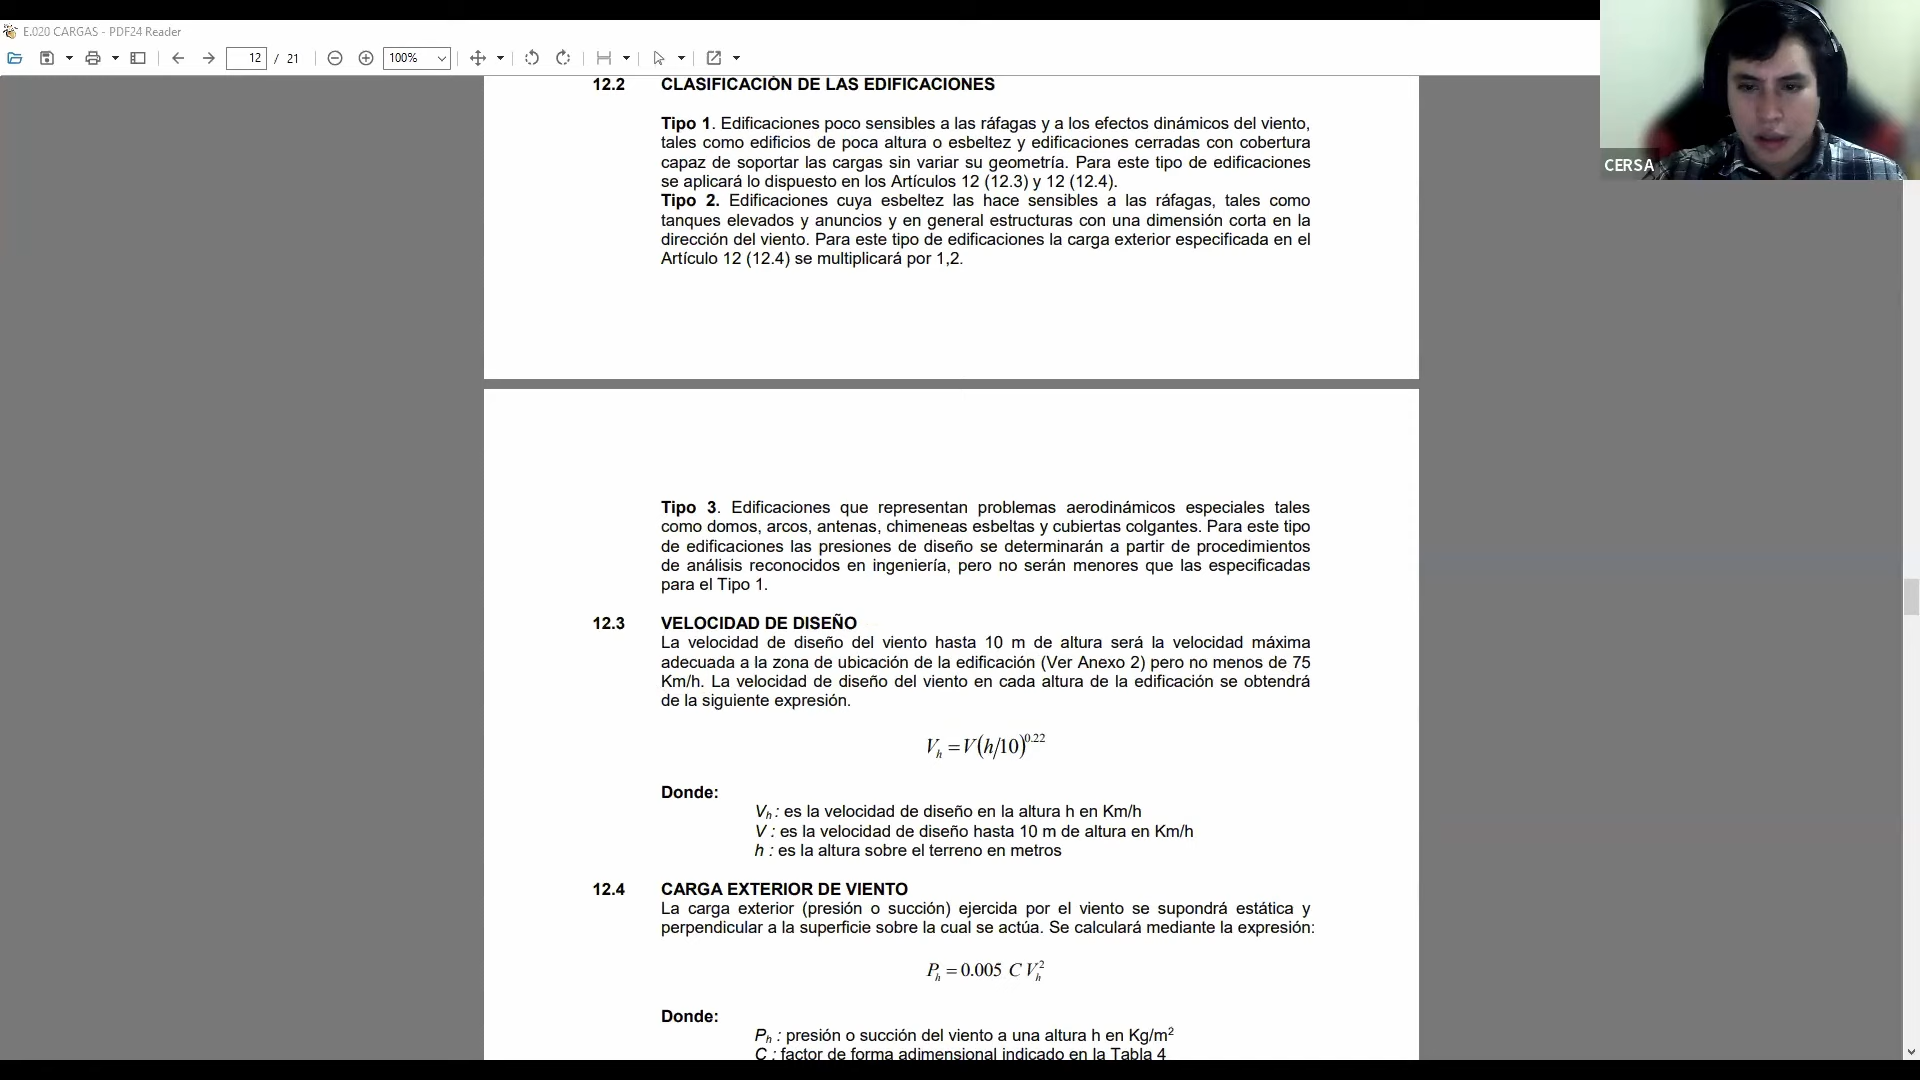 E.020 CARGAS - PDF24 Reader
12 / 21
100%
CERSA
12.2 CLASIFICACIÓN DE LAS EDIFICACIONES
Tipo 1. Edificaciones poco sensibles a las ráfagas y a los efectos dinámicos del viento,
tales como edificios de poca altura o esbeltez y edificaciones cerradas con cobertura
capaz de soportar las cargas sin variar su geometría. Para este tipo de edificaciones
se aplicará lo dispuesto en los Artículos 12 (12.3) y 12 (12.4).
Tipo 2. Edificaciones cuya esbeltez las hace sensibles a las ráfagas, tales como
tanques elevados y anuncios y en general estructuras con una dimensión corta en la
dirección del viento. Para este tipo de edificaciones la carga exterior especificada en el
Artículo 12 (12.4) se multiplicará por 1,2.
Tipo 3. Edificaciones que representan problemas aerodinámicos especiales tales
como domos, arcos, antenas, chimeneas esbeltas y cubiertas colgantes. Para este tipo
de edificaciones las presiones de diseño se determinarán a partir de procedimientos
de análisis reconocidos en ingeniería, pero no serán menores que las especificadas
para el Tipo 1.
12.3 VELOCIDAD DE DISEÑO
La velocidad de diseño del viento hasta 10 m de altura será la velocidad máxima
adecuada a la zona de ubicación de la edificación (Ver Anexo 2) pero no menos de 75
Km/h. La velocidad de diseño del viento en cada altura de la edificación se obtendrá
de la siguiente expresión.
V_h = V(h/10)^0.22
Donde:
V_h : es la velocidad de diseño en la altura h en Km/h
V : es la velocidad de diseño hasta 10 m de altura en Km/h
h : es la altura sobre el terreno en metros
12.4 CARGA EXTERIOR DE VIENTO
La carga exterior (presión o succión) ejercida por el viento se supondrá estática y
perpendicular a la superficie sobre la cual se actúa. Se calculará mediante la expresión:
P_h = 0.005 C V_h^2
Donde:
P_h : presión o succión del viento a una altura h en Kg/m²
C : factor de forma adimensional indicado en la Tabla 4